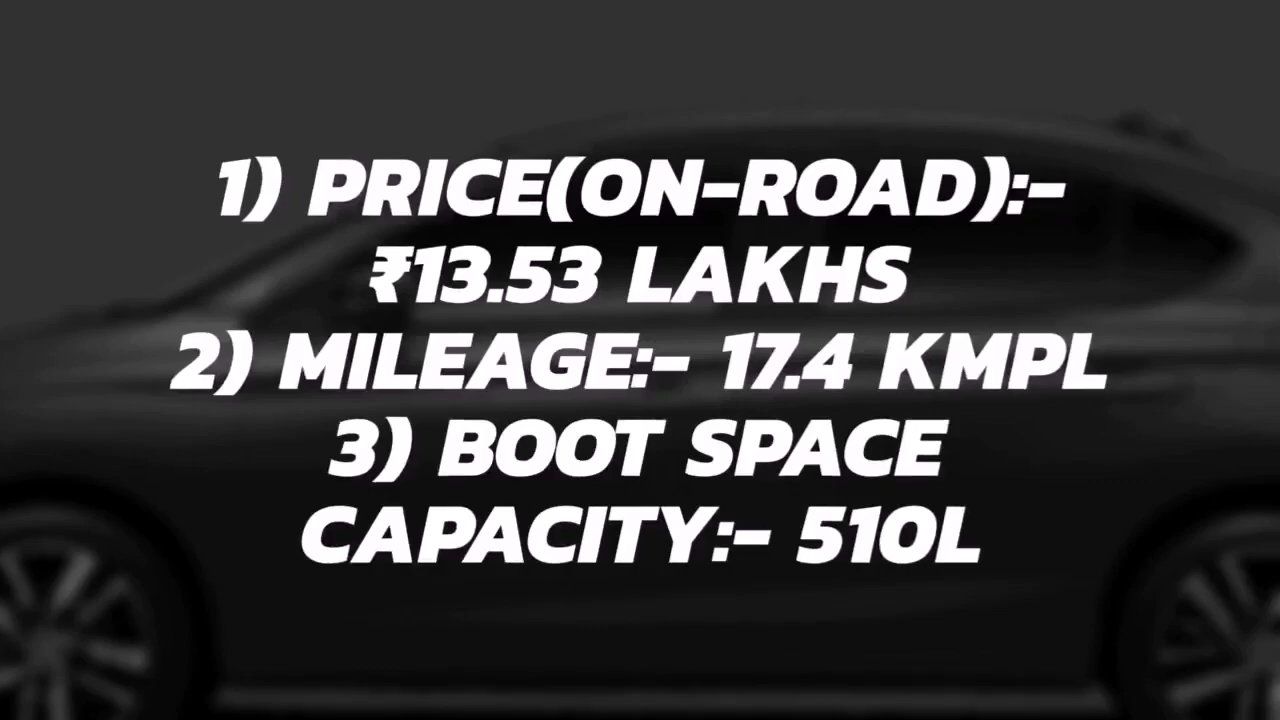 1) PRICE(ON-ROAD):-
₹13.53 LAKHS
2) MILEAGE:- 17.4 KMPL
3) BOOT SPACE
CAPACITY:- 510L